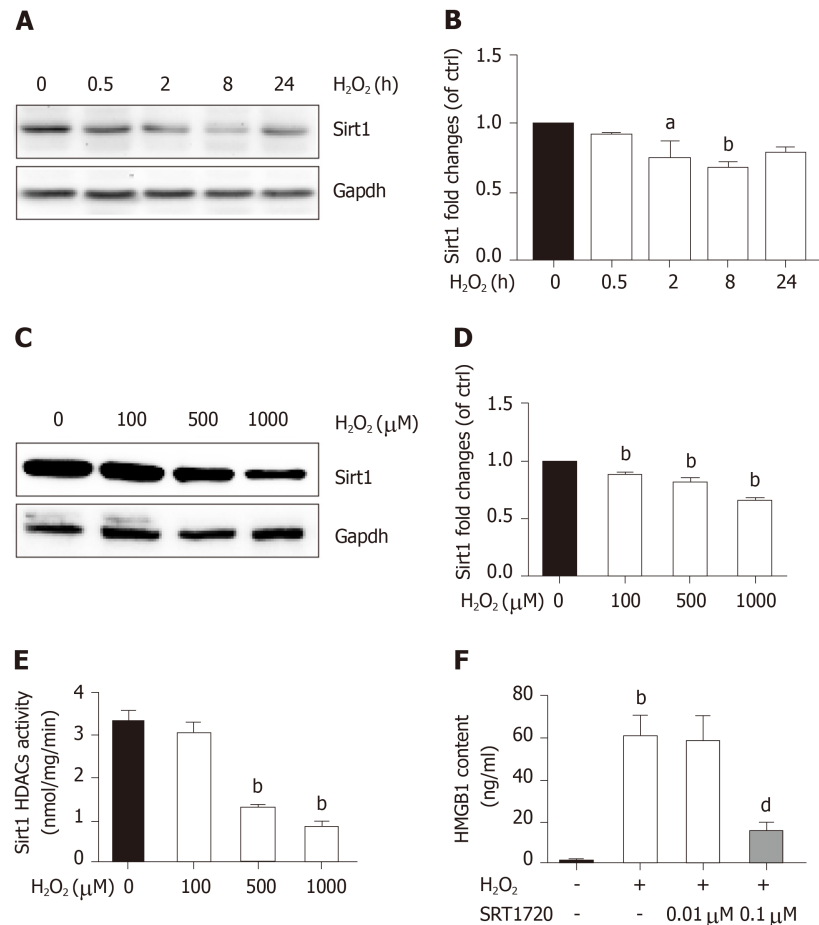 A
0 0.5 2 8 24 H₂O₂ (h)
Sirt1
Gapdh
B
Sirt1 fold changes (of ctrl)
1.5
1.0
0.5
0.0
a
b
H₂O₂ (h) 0 0.5 2 8 24
C
0 100 500 1000 H₂O₂ (μM)
Sirt1
Gapdh
D
Sirt1 fold changes (of ctrl)
1.5
1.0
0.5
0.0
b b b
H₂O₂ (μM) 0 100 500 1000
E
Sirt1 HDACs activity
(nmol/mg/min)
4
3
1
1
0
b b
H₂O₂ (μM) 0 100 500 1000
F
HMGB1 content
(ng/ml)
80
60
40
20
0
b
d
H₂O₂ - + + +
SRT1720 - - 0.01 μM 0.1 μM